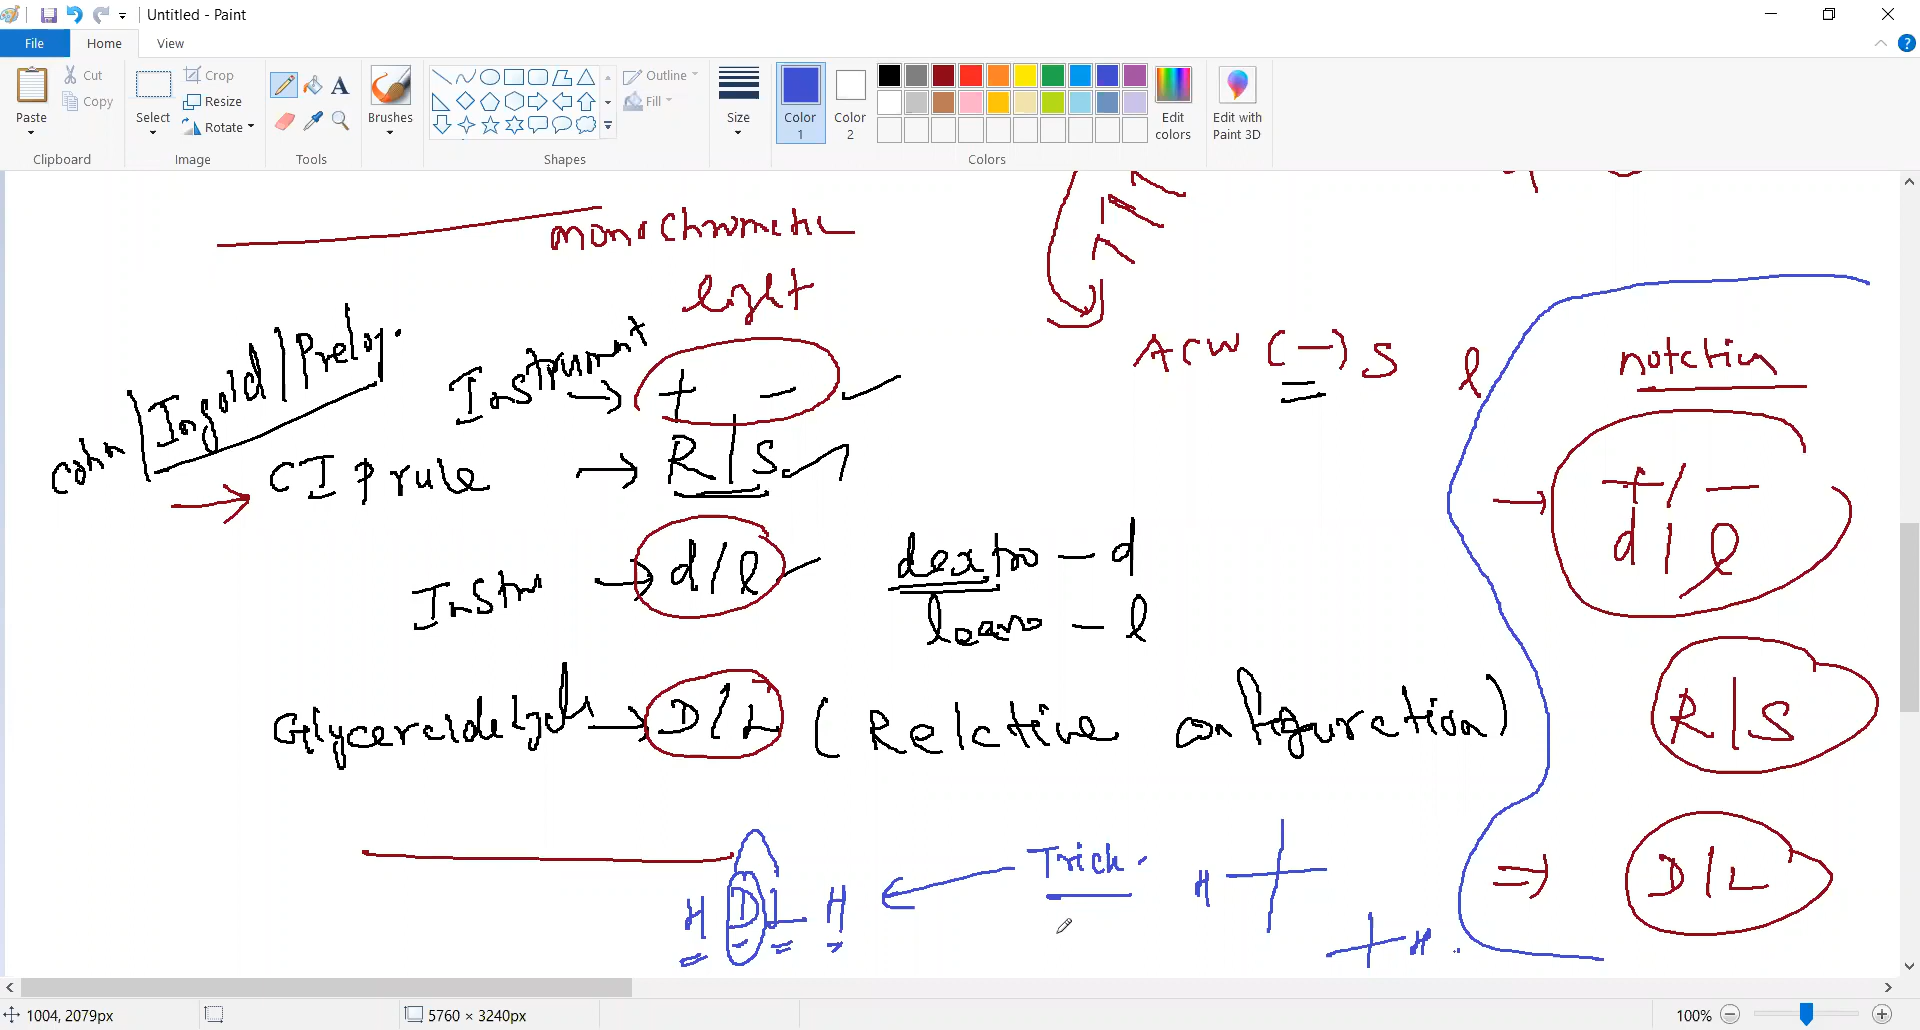 Untitled - Paint
File Home View
Paste
Cut
Copy
Clipboard
Select
Crop
Resize
Rotate
Image
A
Tools
Brushes
Outline
Fill
Shapes
Size
Color 1
Color 2
Edit colors
Colors
Edit with Paint 3D
monochromatic
light
Cahn / Ingold / Prelog.
Instrument → + - ✓
ACW (-) S l
notation
→ CIP rule → R/S ✓
→ +/-
d/l
Instru → d/l ✓
dextro - d
leavo - l
R/S
Glyceraldehyde → D/L (Relative configuration)
H D L H ← Trick.
H
H
⇒ D/L
1004, 2079px
5760 × 3240px
100%